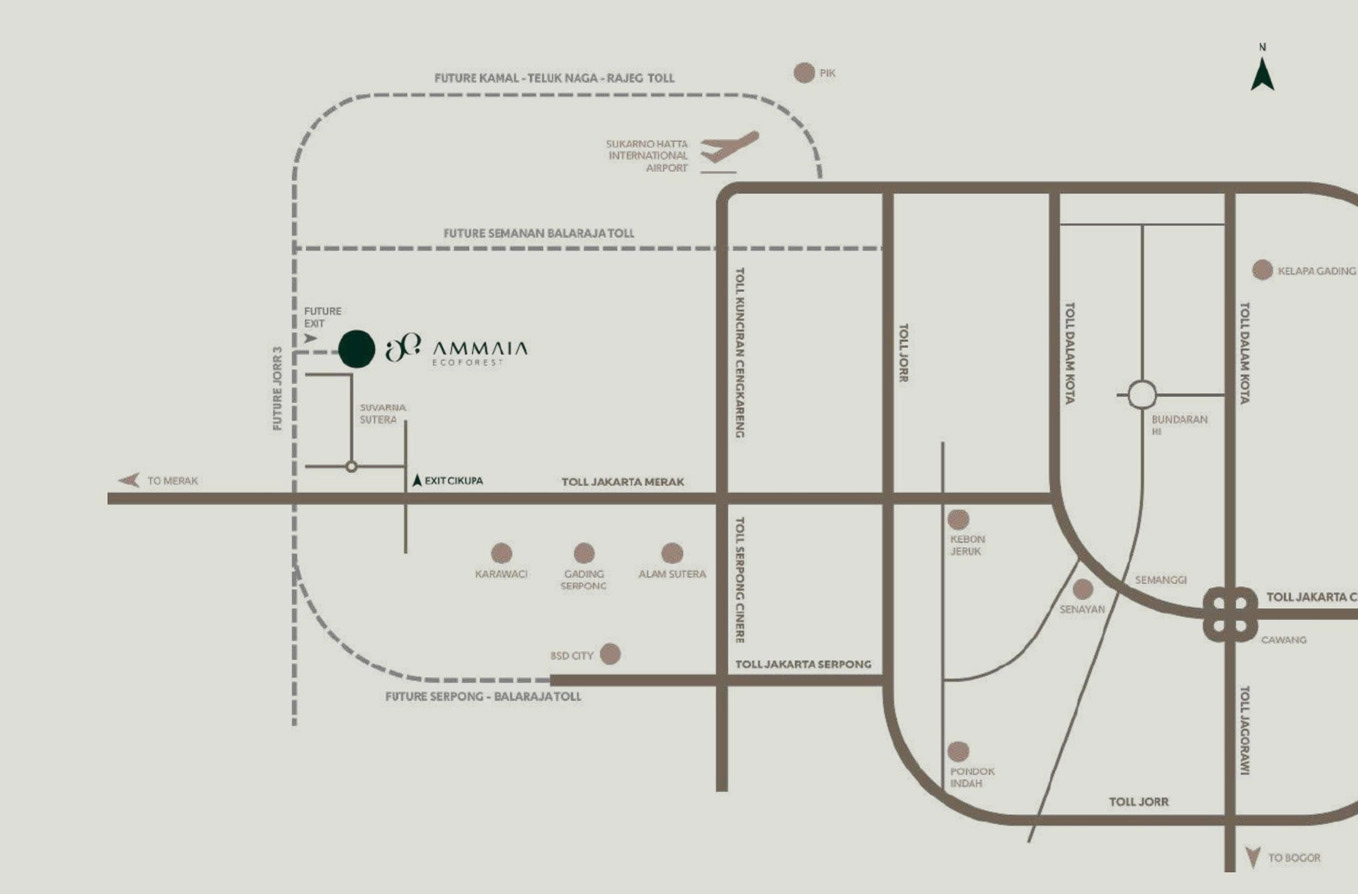 N
PIK
FUTURE KAMAL - TELUK NAGA - RAJEG TOLL
SUKARNO HATTA
INTERNATIONAL
AIRPORT
FUTURE SEMANAN BALARAJA TOLL
KELAPA GADING
FUTURE
EXIT
AMMAIA
ECOFOREST
FUTURE JORR 3
TOLL KUNCIRAN CENGKARENG
TOLL JORR
TOLL DALAM KOTA
TOLL DALAM KOTA
SUVARNA
SUTERA
BUNDARAN
HI
TO MERAK
EXIT CIKUPA
TOLL JAKARTA MERAK
KEBON
JERUK
KARAWACI
GADING
SERPONG
ALAM SUTERA
TOLL SERPONG CINERE
SEMANGGI
SENAYAN
TOLL JAKARTA C
CAWANG
BSD CITY
TOLL JAKARTA SERPONG
FUTURE SERPONG - BALARAJA TOLL
TOLL JAGORAWI
PONDOK
INDAH
TOLL JORR
TO BOGOR